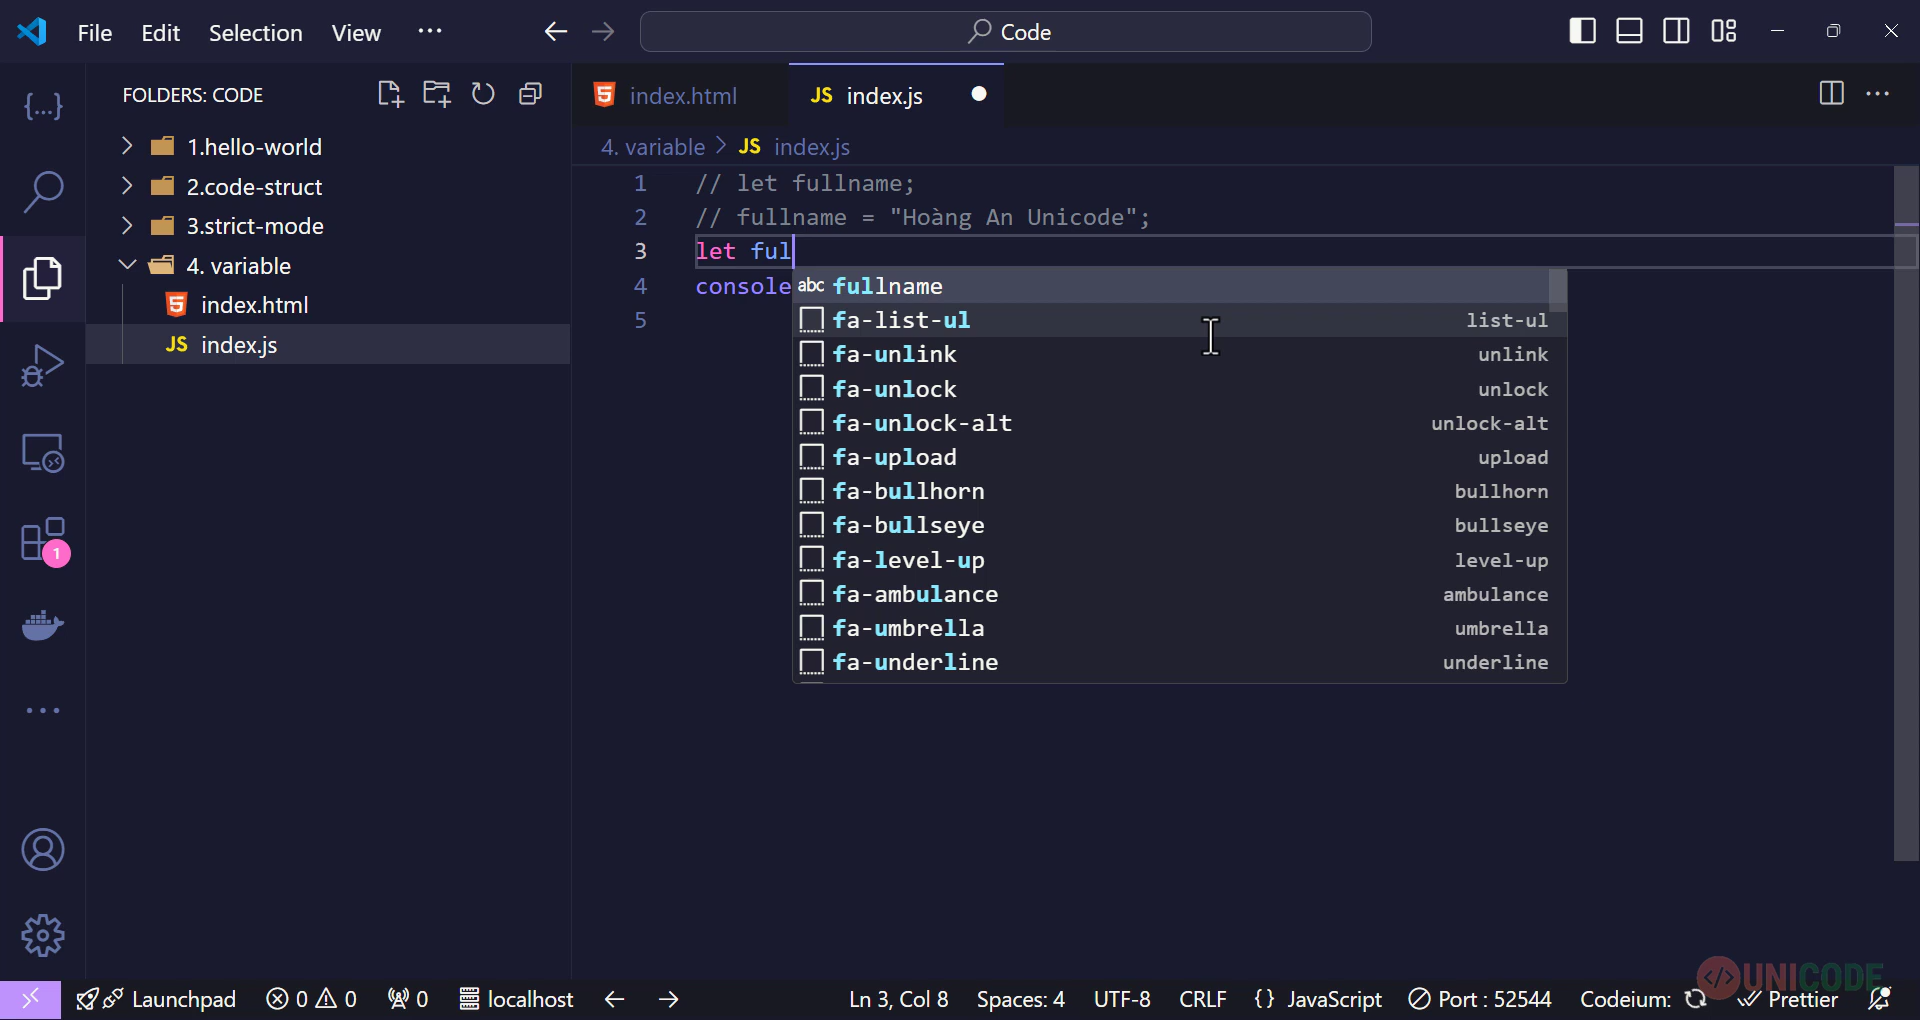 File Edit Selection View ··· Code
FOLDERS: CODE
1.hello-world
2.code-struct
3.strict-mode
4. variable
index.html
JS index.js
1
index.html JS index.js
4. variable > JS index.js
1 // let fullname;
2 // fullname = "Hoàng An Unicode";
3 let ful
4 console
5
abc fullname
fa-list-ul list-ul
fa-unlink unlink
fa-unlock unlock
fa-unlock-alt unlock-alt
fa-upload upload
fa-bullhorn bullhorn
fa-bullseye bullseye
fa-level-up level-up
fa-ambulance ambulance
fa-umbrella umbrella
fa-underline underline
UNICODE
Launchpad 0 0 0 localhost Ln 3, Col 8 Spaces: 4 UTF-8 CRLF {} JavaScript Port : 52544 Codeium: Prettier